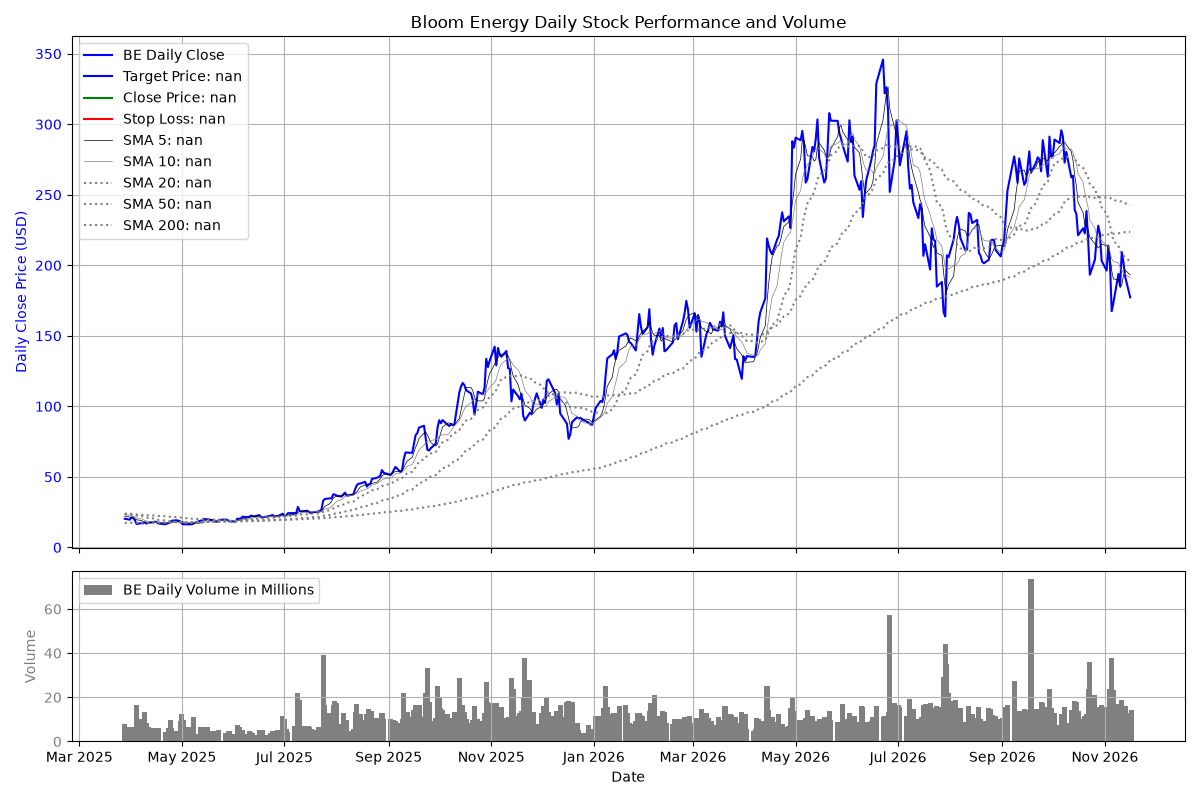 Bloom Energy Daily Stock Performance and Volume
Daily Close Price (USD)
350
300
250
200
150
100
50
0
BE Daily Close
Target Price: nan
Close Price: nan
Stop Loss: nan
SMA 5: nan
SMA 10: nan
SMA 20: nan
SMA 50: nan
SMA 200: nan
BE Daily Volume in Millions
Volume
60
40
20
0
Mar 2025 May 2025 Jul 2025 Sep 2025 Nov 2025 Jan 2026 Mar 2026 May 2026 Jul 2026 Sep 2026 Nov 2026
Date